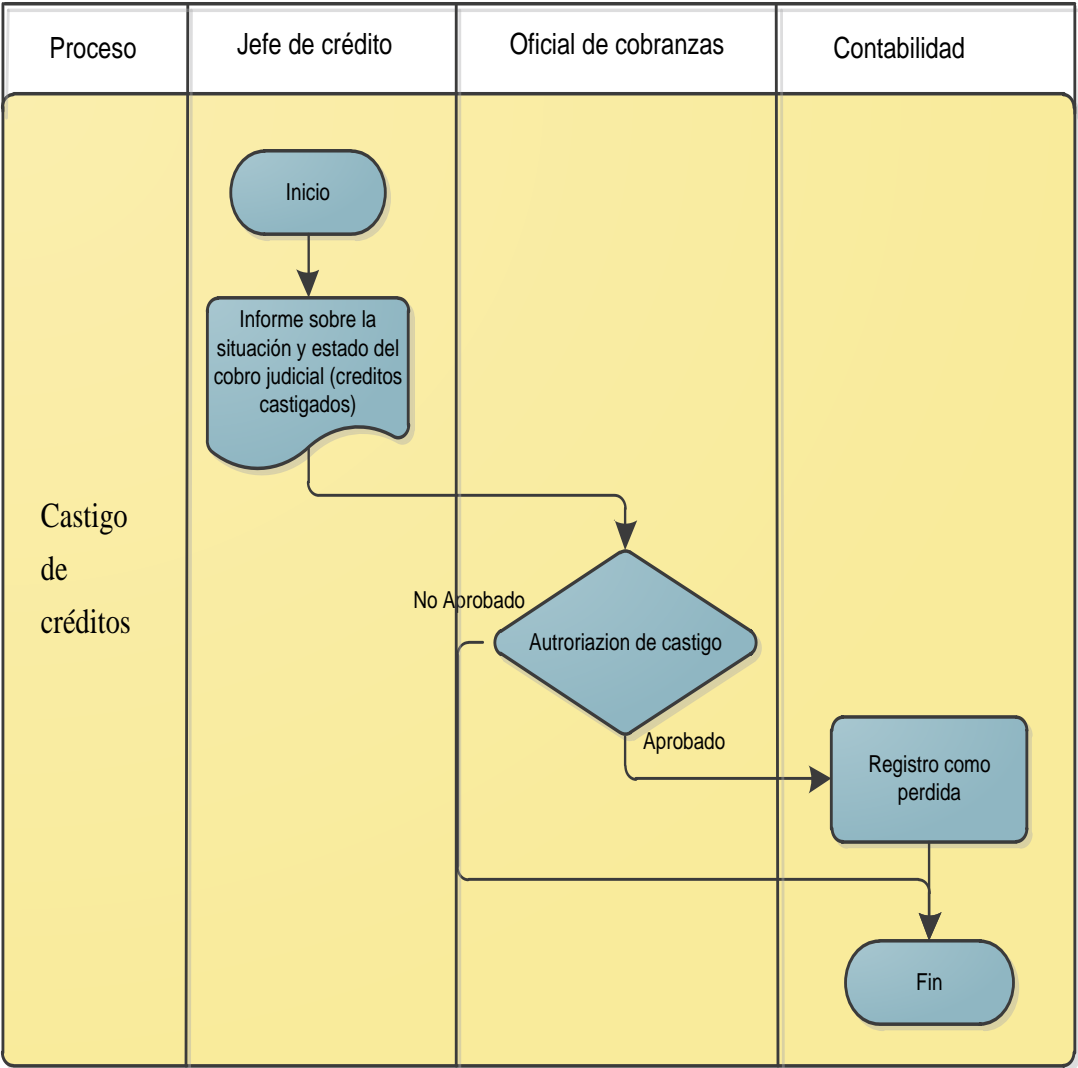 Proceso
Jefe de crédito
Oficial de cobranzas
Contabilidad
Inicio
Informe sobre la
situación y estado del
cobro judicial (creditos
castigados)
Castigo
de
créditos
No Aprobado
Autroriazion de castigo
Aprobado
Registro como
perdida
Fin